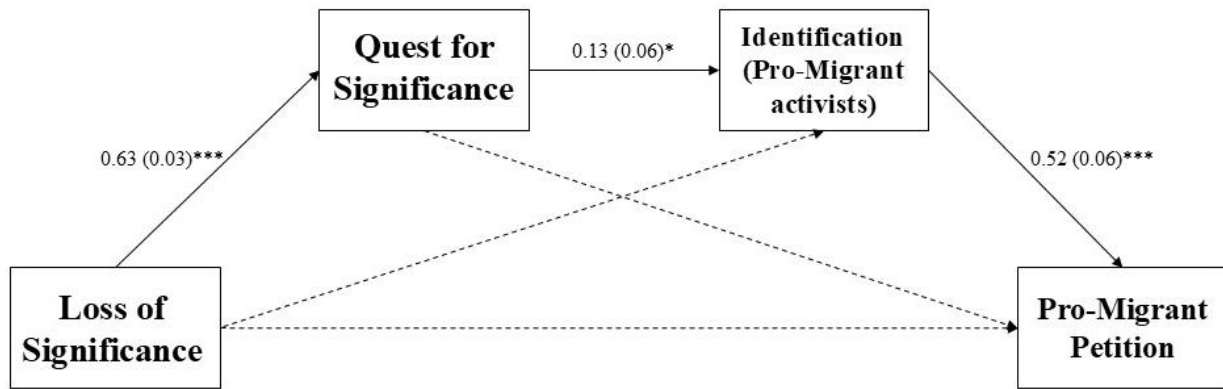 Quest for
Significance
0.13 (0.06)*
Identification
(Pro-Migrant
activists)
0.63 (0.03)***
0.52 (0.06)***
Loss of
Significance
Pro-Migrant
Petition